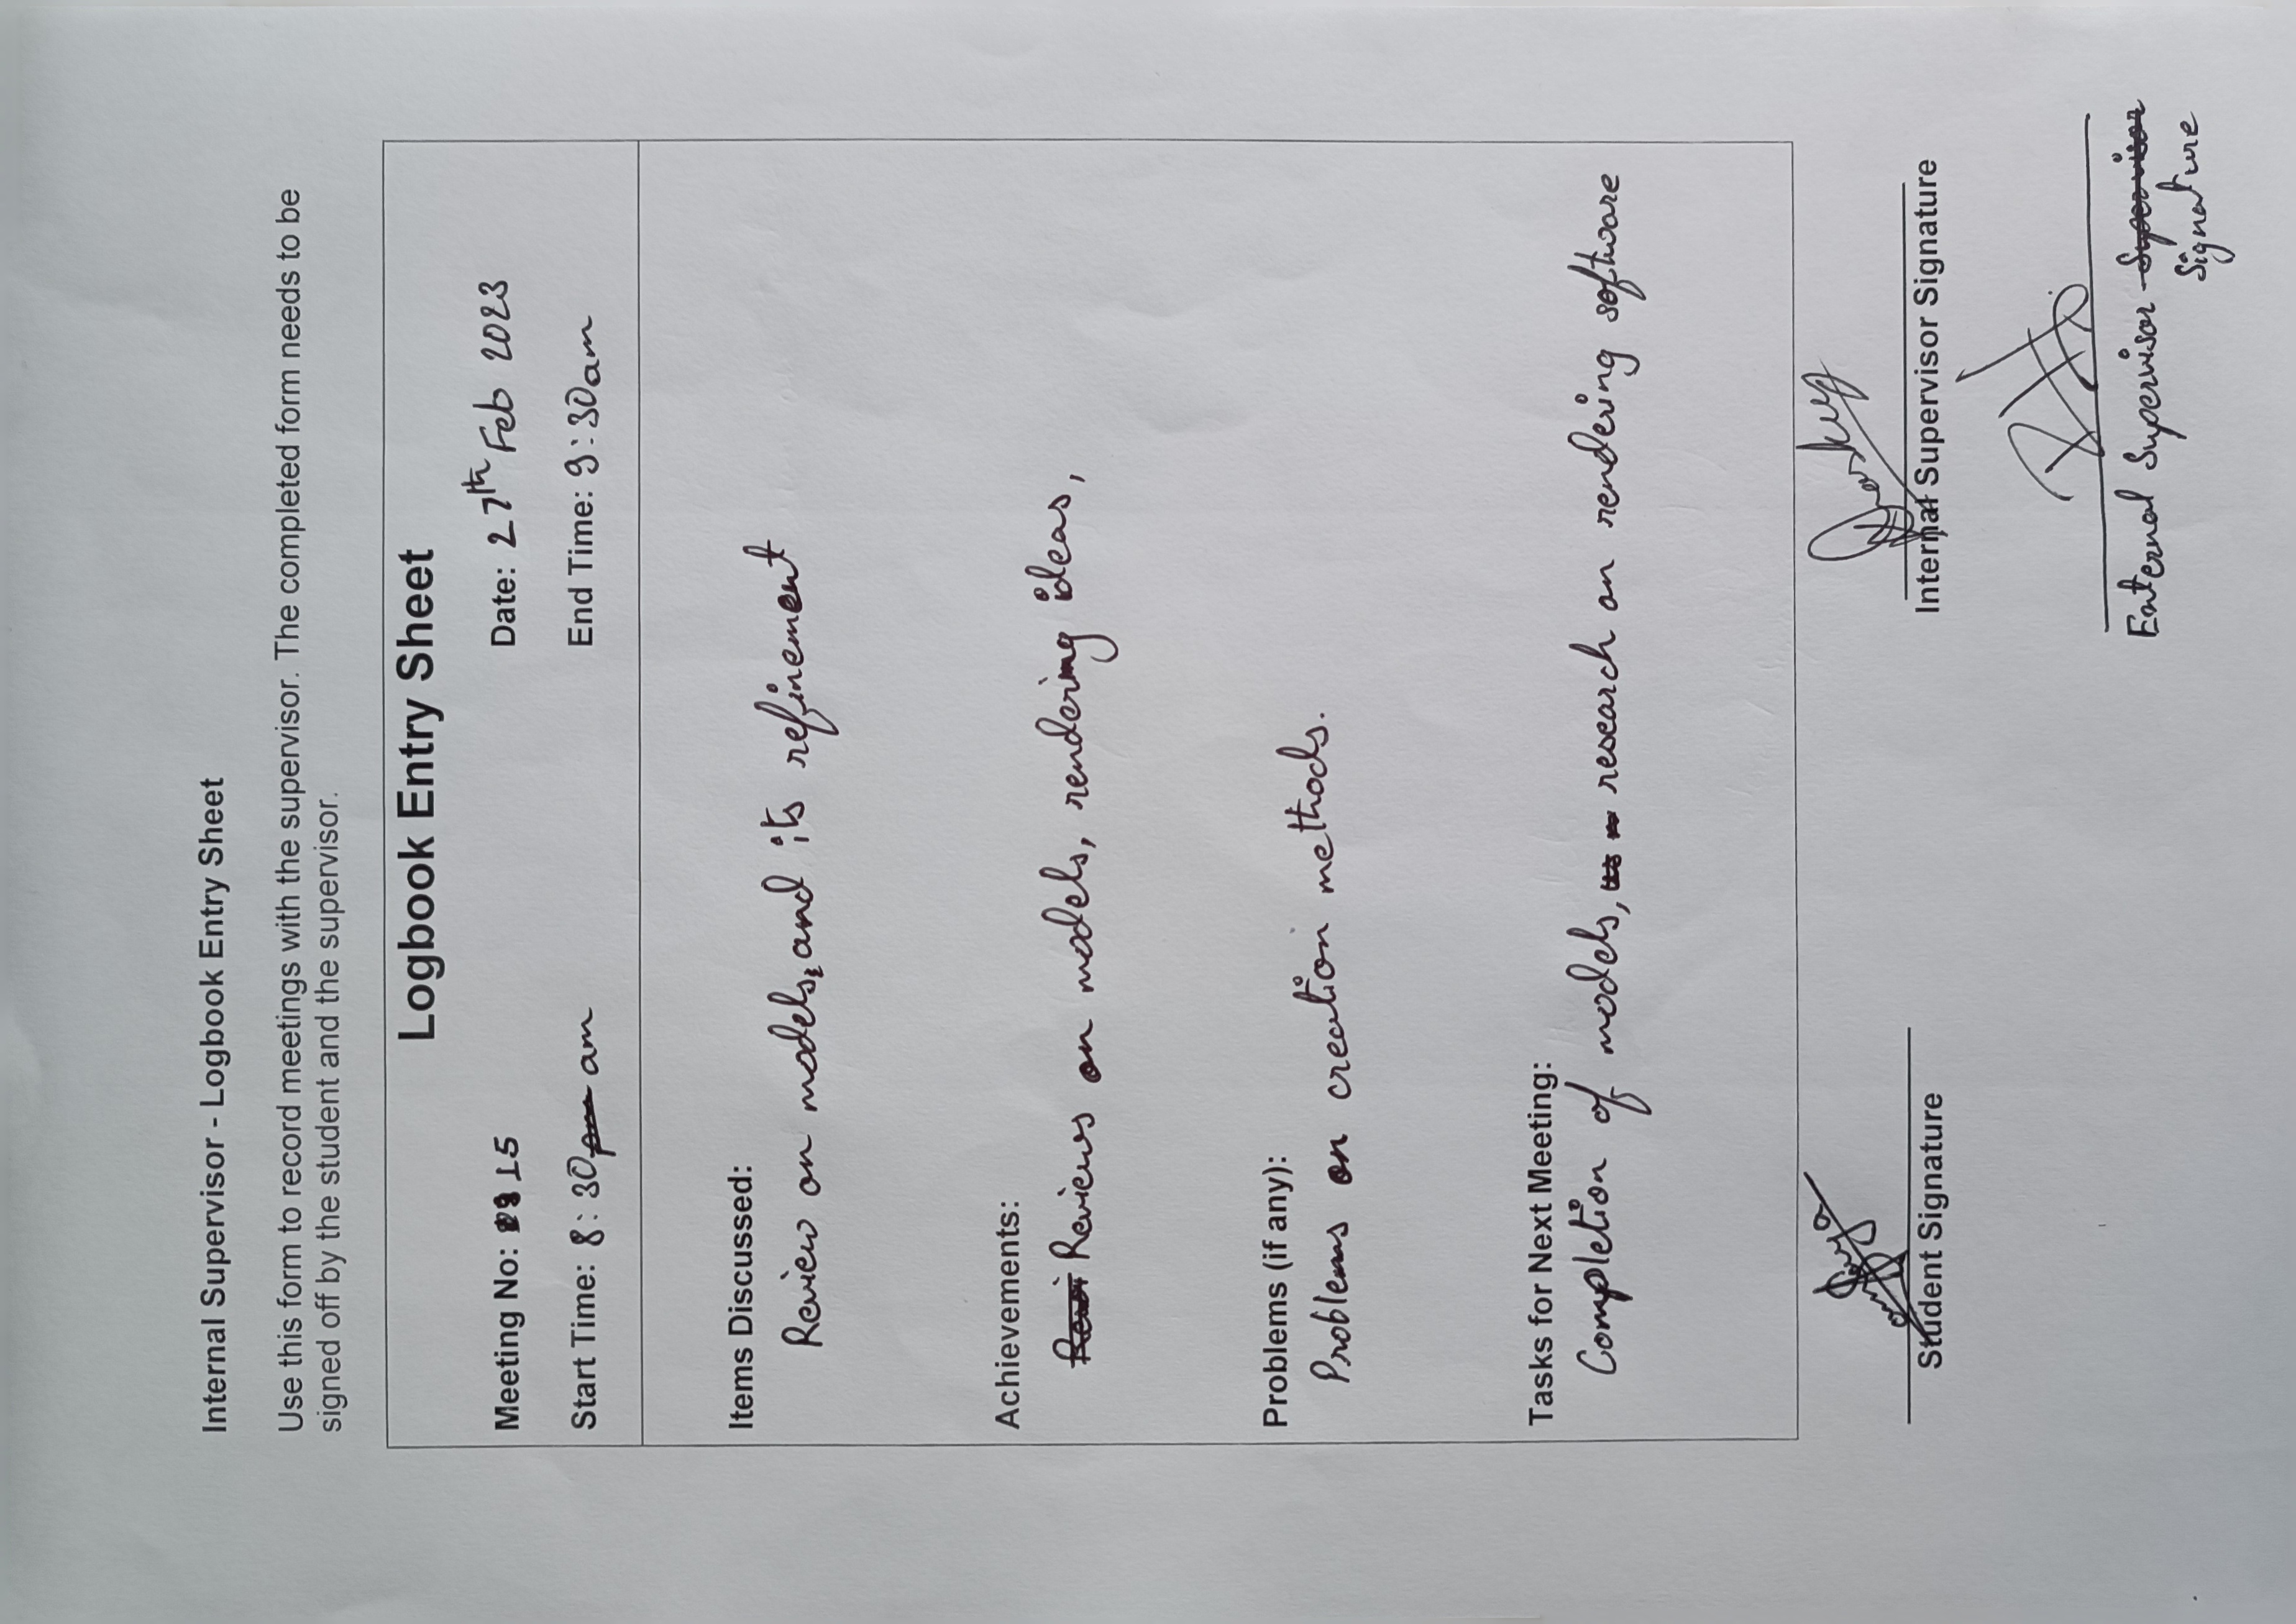 Internal Supervisor - Logbook Entry Sheet
Use this form to record meetings with the supervisor. The completed form needs to be
signed off by the student and the supervisor.
Logbook Entry Sheet
Meeting No: 15 Date: 27th Feb 2023
Start Time: 8:30 am End Time: 9:30am
Items Discussed:
Review on models, and its refinement
Achievements:
Reviews on models, rendering ideas,
Problems (if any):
Problems on creation methods.
Tasks for Next Meeting:
Completion of models, research on rendering software
Student Signature Internal Supervisor Signature
External Supervisor Supervisor
Signature